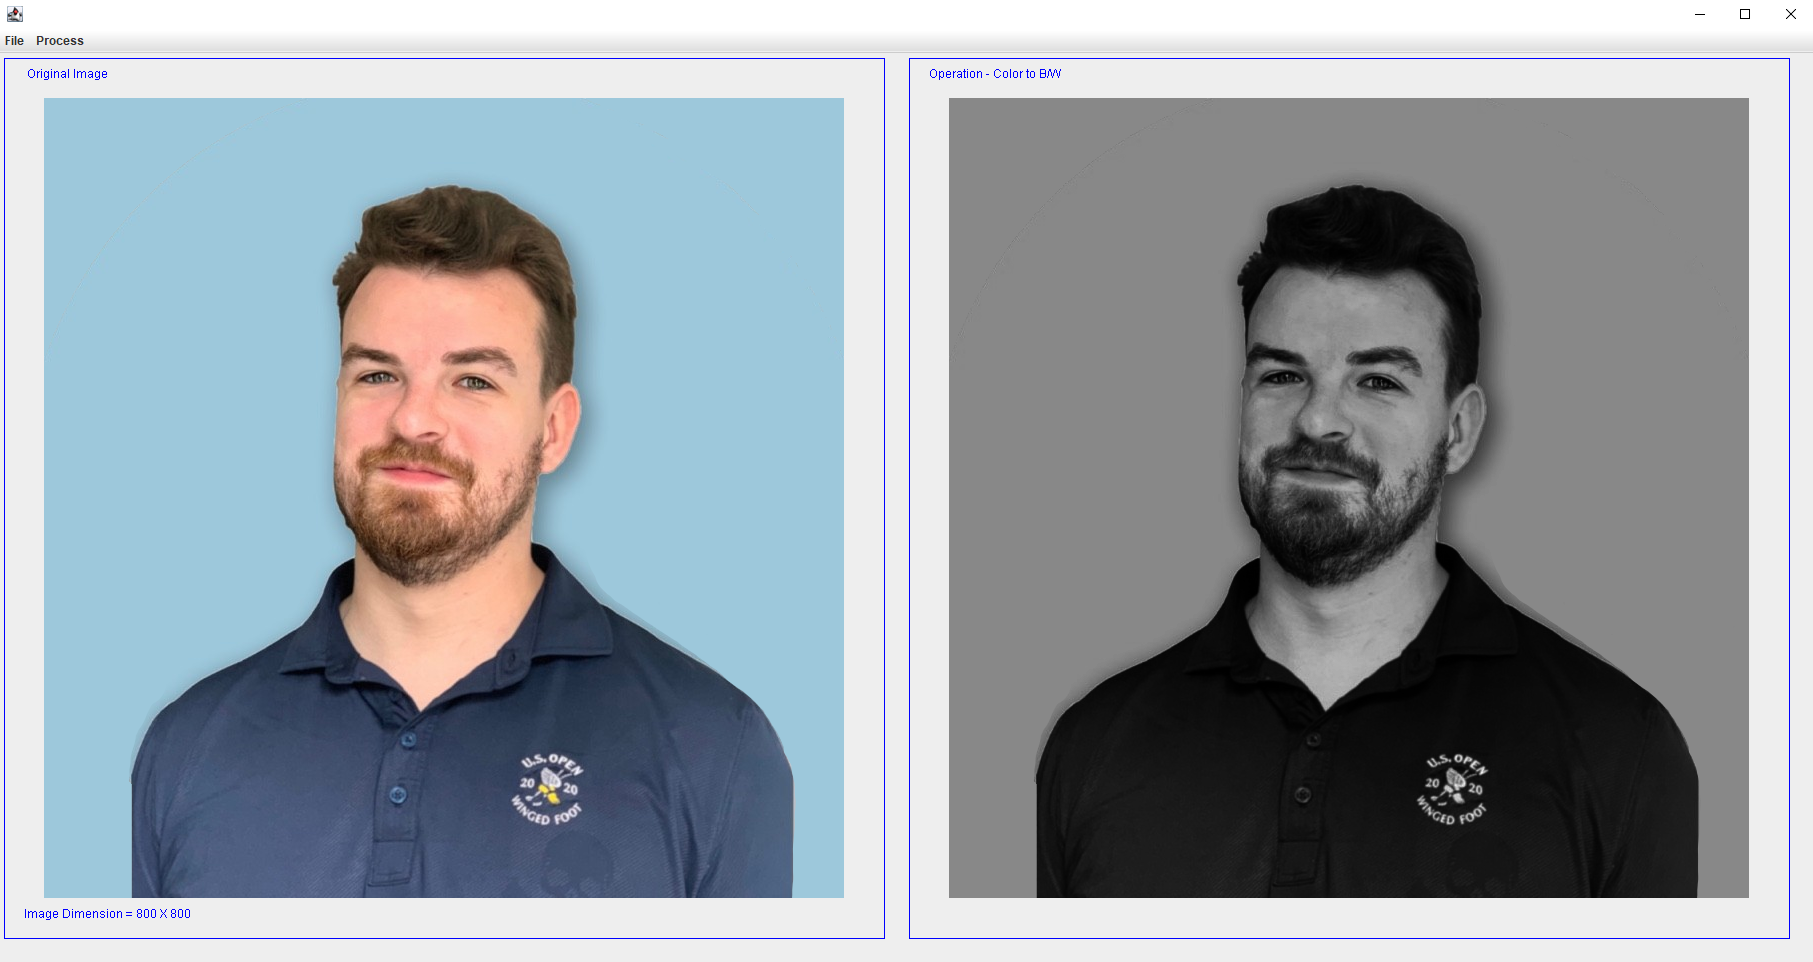 File Process
Original Image
Operation - Color to B/W
U.S. OPEN
20 20
WINGED FOOT
U.S. OPEN
20 20
WINGED FOOT
Image Dimension = 800 X 800